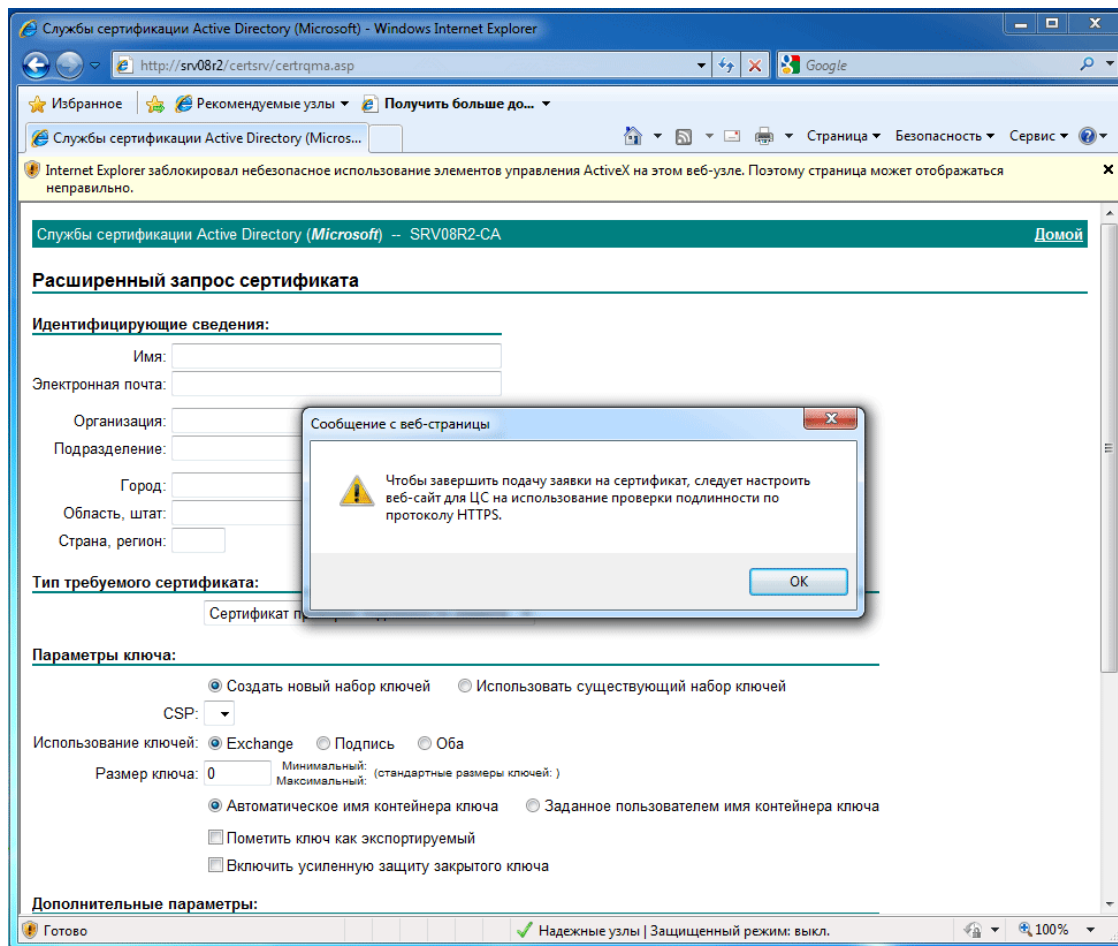 Службы сертификации Active Directory (Microsoft) - Windows Internet Explorer
http://srv08r2/certsrv/certrqma.asp
Google
Избранное
Рекомендуемые узлы
Получить больше до...
Службы сертификации Active Directory (Micros...
Страница
Безопасность
Сервис
Internet Explorer заблокировал небезопасное использование элементов управления ActiveX на этом веб-узле. Поэтому страница может отображаться
неправильно.
Службы сертификации Active Directory (Microsoft) -- SRV08R2-CA
Домой
Расширенный запрос сертификата
Идентифицирующие сведения:
Имя:
Электронная почта:
Организация:
Подразделение:
Город:
Область, штат:
Страна, регион:
Сообщение с веб-страницы
Чтобы завершить подачу заявки на сертификат, следует настроить
веб-сайт для ЦС на использование проверки подлинности по
протоколу HTTPS.
OK
Тип требуемого сертификата:
Сертификат
Параметры ключа:
Создать новый набор ключей
Использовать существующий набор ключей
CSP:
Использование ключей:
Exchange
Подпись
Оба
Размер ключа: 0
Минимальный:
Максимальный:
(стандартные размеры ключей: )
Автоматическое имя контейнера ключа
Заданное пользователем имя контейнера ключа
Пометить ключ как экспортируемый
Включить усиленную защиту закрытого ключа
Дополнительные параметры:
Готово
Надежные узлы | Защищенный режим: выкл.
100%